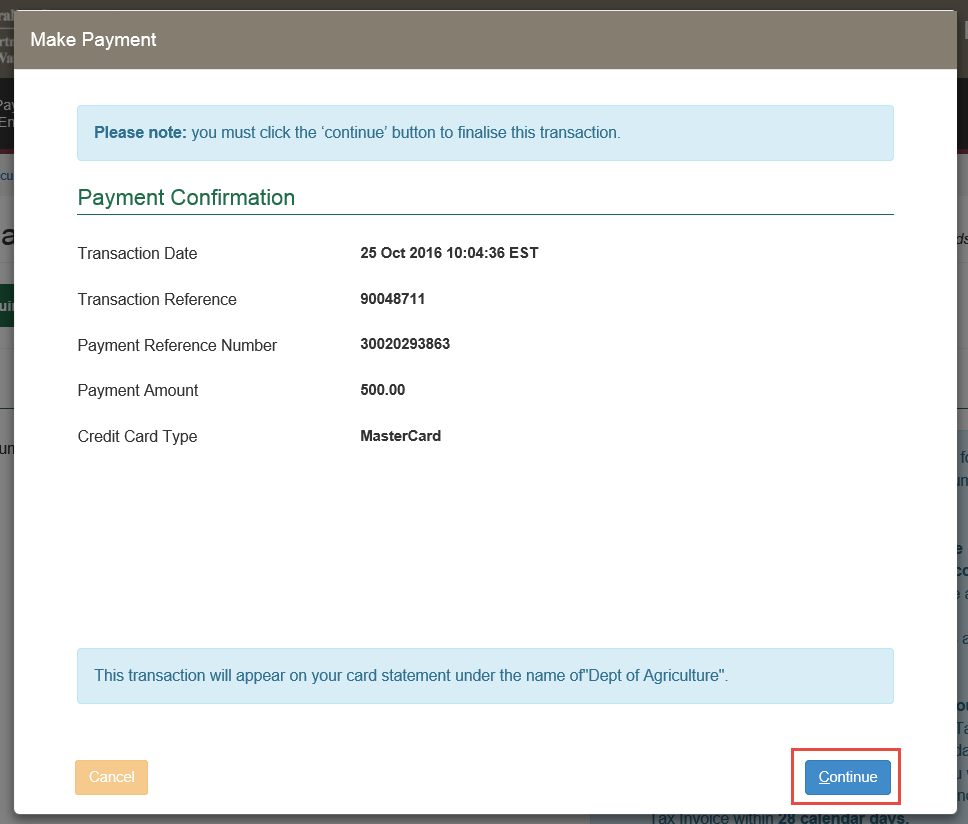 Make Payment
Please note: you must click the ‘continue’ button to finalise this transaction.
Payment Confirmation
Transaction Date 25 Oct 2016 10:04:36 EST
Transaction Reference 90048711
Payment Reference Number 30020293863
Payment Amount 500.00
Credit Card Type MasterCard
This transaction will appear on your card statement under the name of"Dept of Agriculture".
Cancel
Continue
Tax Invoice within 28 calendar days.